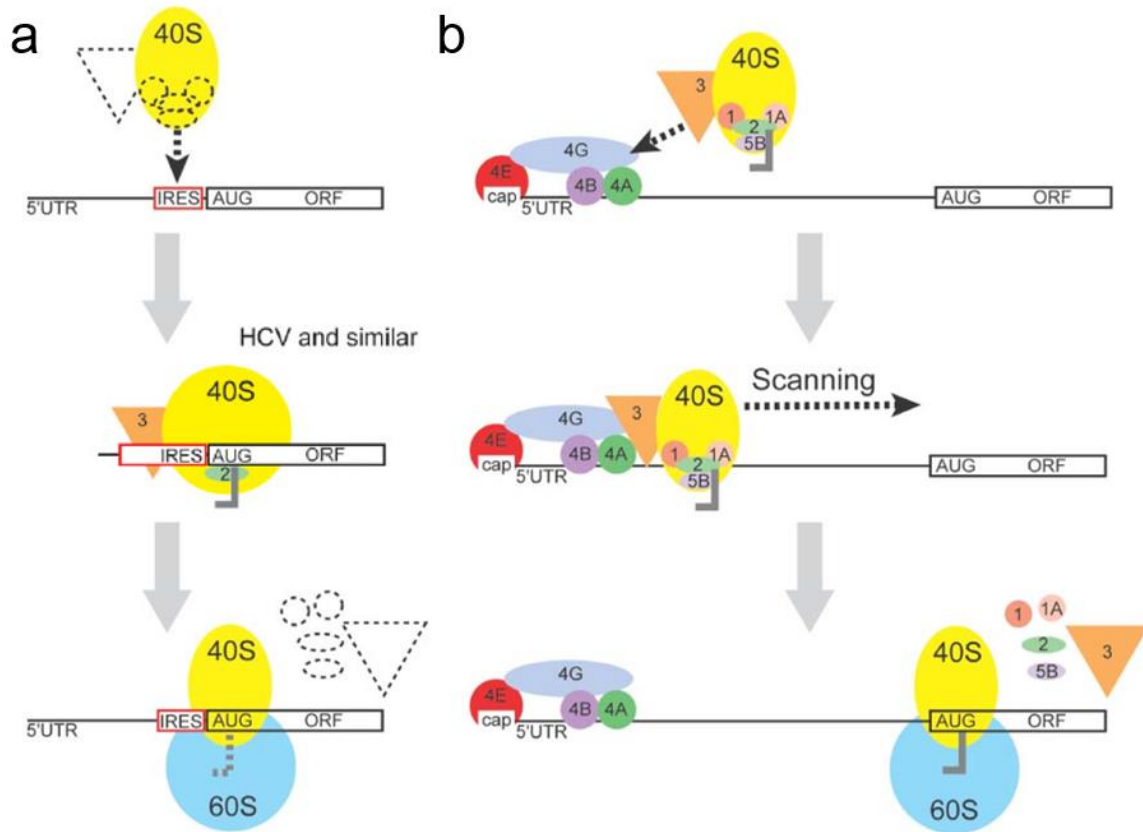 a
40S
IRES AUG ORF
5'UTR
HCV and similar
40S
3
IRES AUG ORF
2
40S
IRES AUG ORF
5'UTR
60S
b
40S
3
1 1A
2
5B
4G
4E
cap
4B 4A
5'UTR
AUG ORF
Scanning
40S
4G 3
4E
cap
4B 4A
1 1A
2
5B
5'UTR
AUG ORF
1 1A
2 3
5B
40S
4G
4E
cap
4B 4A
5'UTR
AUG ORF
60S